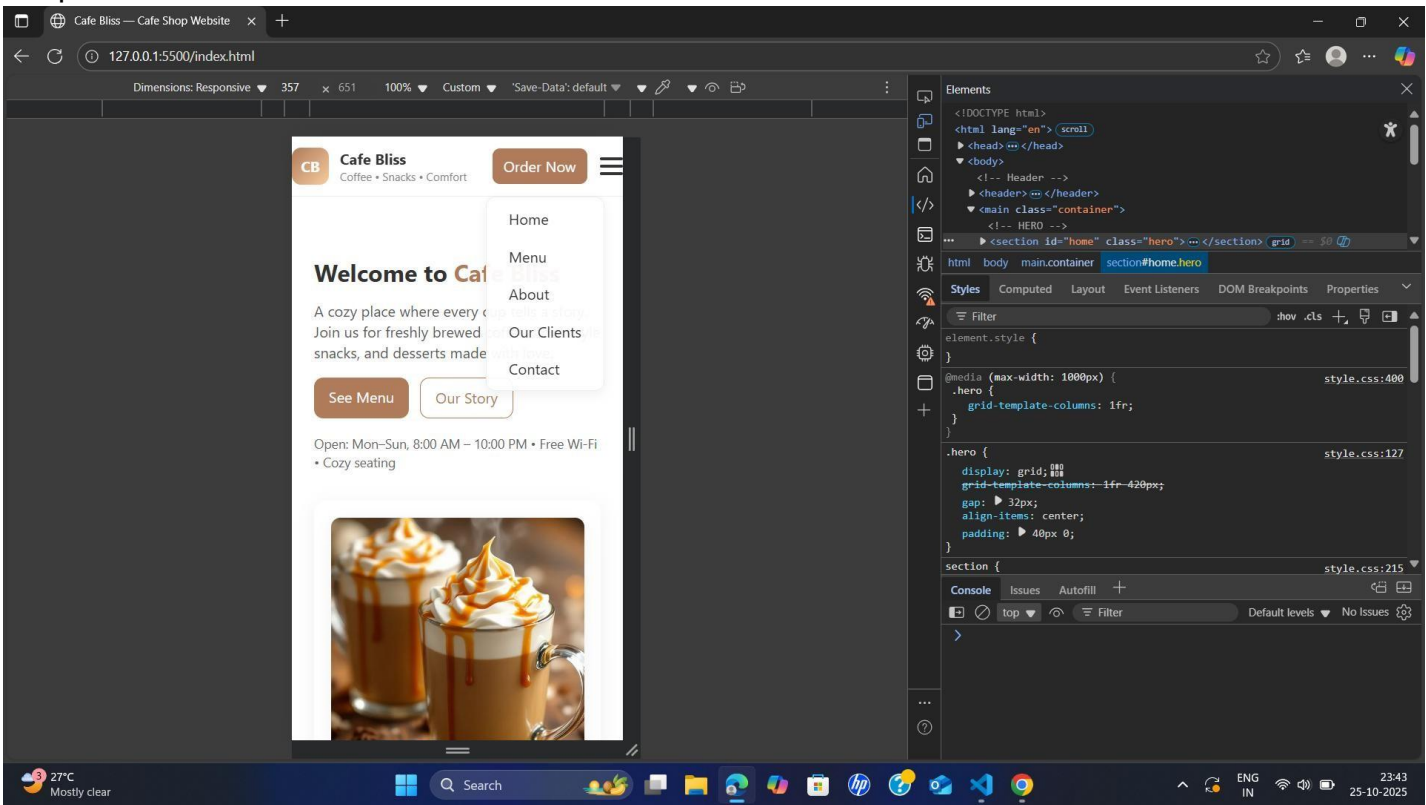 Cafe Bliss — Cafe Shop Website
127.0.0.1:5500/index.html
Dimensions: Responsive 357 x 651 100% Custom 'Save-Data': default
CB
Cafe Bliss
Coffee • Snacks • Comfort
Order Now
Home
Menu
About
Our Clients
Contact
Welcome to Caf
A cozy place where every
Join us for freshly brewed
snacks, and desserts made
See Menu
Our Story
Open: Mon–Sun, 8:00 AM – 10:00 PM • Free Wi-Fi
• Cozy seating
Elements
<!DOCTYPE html>
<html lang="en"> scroll
<head> ••• </head>
<body>
<!-- Header -->
<header> ••• </header>
<main class="container">
<!-- HERO -->
••• <section id="home" class="hero"> ••• </section> grid == $0
html body main.container section#home.hero
Styles Computed Layout Event Listeners DOM Breakpoints Properties
Filter :hov .cls
element.style {
}
@media (max-width: 1000px) { style.css:400
.hero {
grid-template-columns: 1fr;
}
}
.hero { style.css:127
display: grid;
grid-template-columns: 1fr 420px;
gap: 32px;
align-items: center;
padding: 40px 0;
}
section { style.css:215
Console Issues Autofill
top Filter Default levels No Issues
3
27°C
Mostly clear
Search
hp
ENG
IN
23:43
25-10-2025